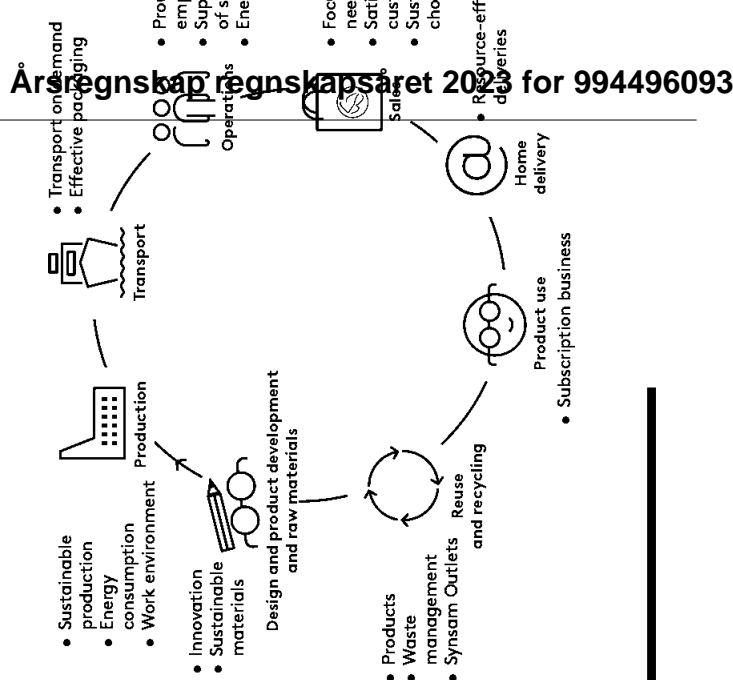 Årsregnskap regnskapsåret 2023 for 994496093
• Transport on demand
• Effective packaging
Transport
Operations
Sales
Home
delivery
deliveries
Product use
• Subscription business
Reuse
and recycling
• Products
• Waste
management
• Synsam Outlets
Design and product development
and raw materials
• Innovation
• Sustainable
materials
Production
• Sustainable
production
• Energy
consumption
• Work environment